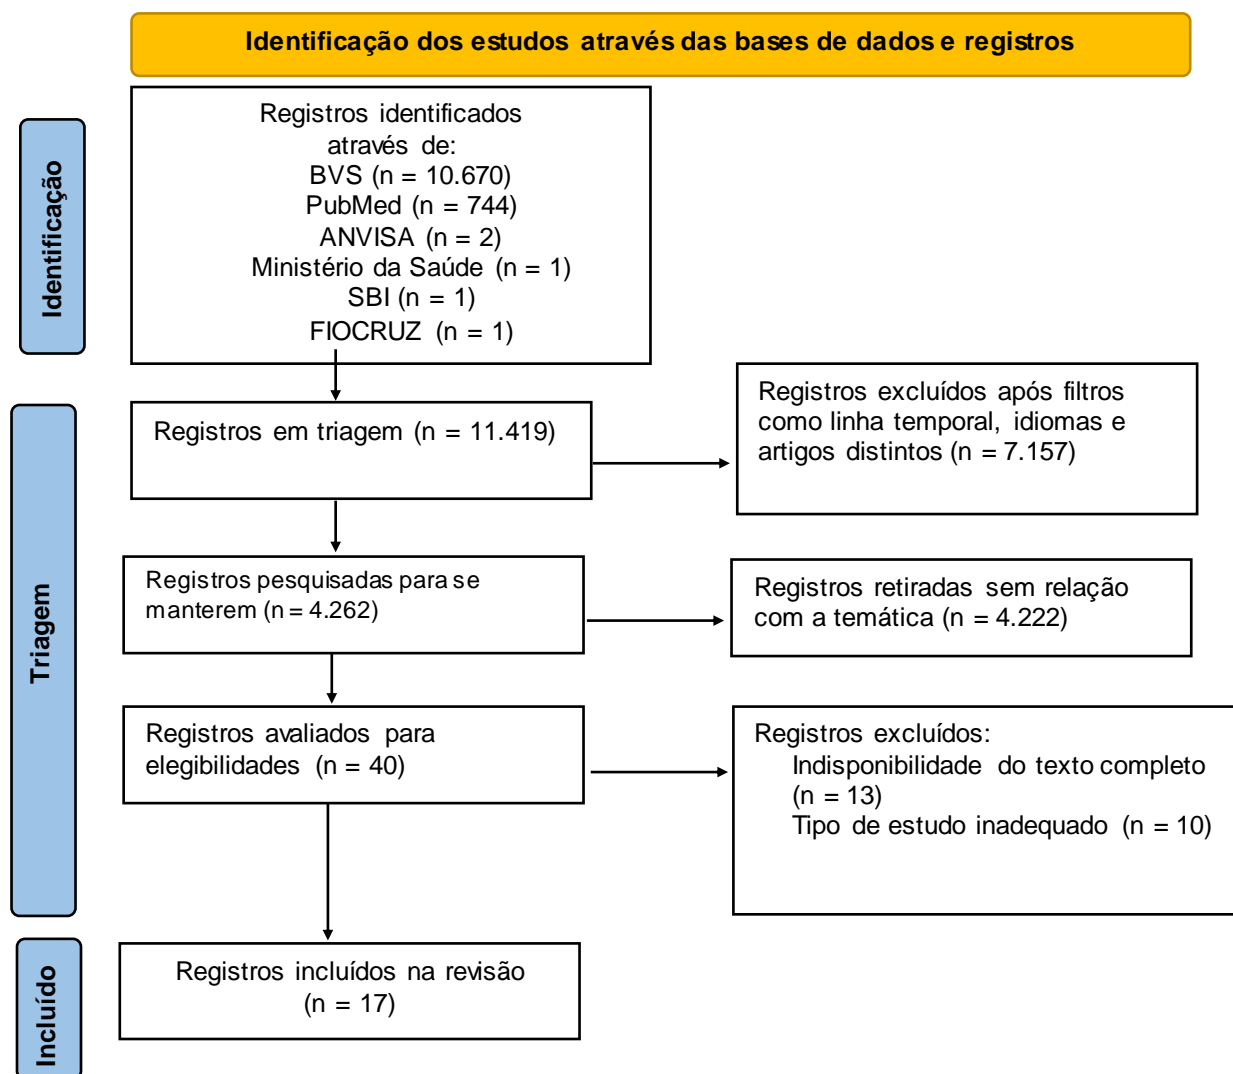 Identificação dos estudos através das bases de dados e registros
Identificação
Registros identificados
através de:
BVS (n = 10.670)
PubMed (n = 744)
ANVISA (n = 2)
Ministério da Saúde (n = 1)
SBI (n = 1)
FIOCRUZ (n = 1)
Triagem
Registros em triagem (n = 11.419)
Registros excluídos após filtros
como linha temporal, idiomas e
artigos distintos (n = 7.157)
Registros pesquisadas para se
manterem (n = 4.262)
Registros retiradas sem relação
com a temática (n = 4.222)
Registros avaliados para
elegibilidades (n = 40)
Registros excluídos:
Indisponibilidade do texto completo
(n = 13)
Tipo de estudo inadequado (n = 10)
Incluído
Registros incluídos na revisão
(n = 17)